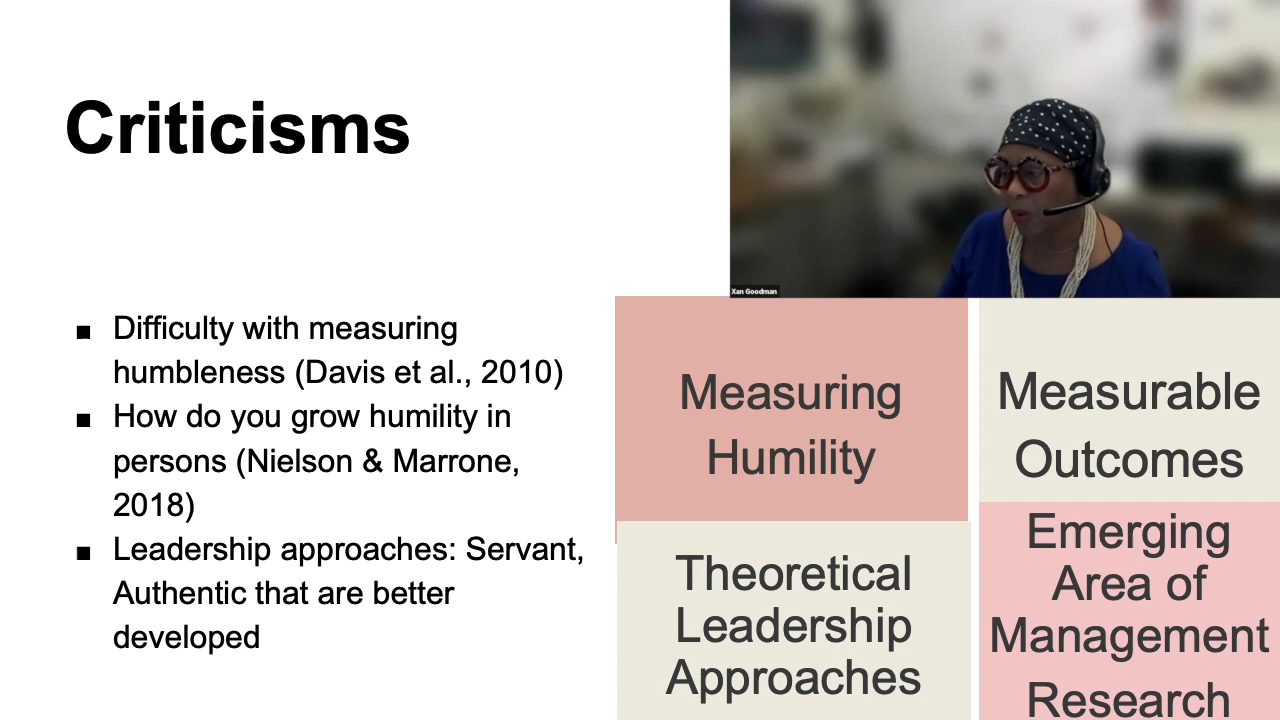 Criticisms
Xan Goodman
■ Difficulty with measuring
humbleness (Davis et al., 2010)
■ How do you grow humility in
persons (Nielson & Marrone,
2018)
■ Leadership approaches: Servant,
Authentic that are better
developed
Measuring
Humility
Measurable
Outcomes
Theoretical
Leadership
Approaches
Emerging
Area of
Management
Research